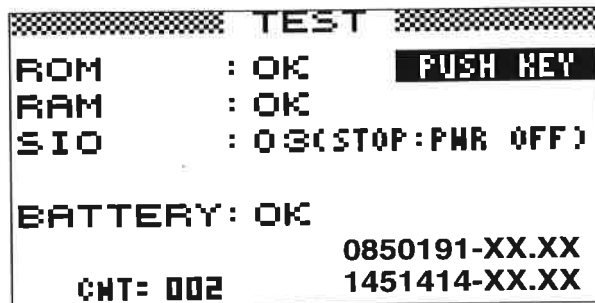 TEST
ROM : OK PUSH KEY
RAM : OK
SIO : 03(STOP:PWR OFF)
BATTERY: OK
0850191-XX.XX
CNT= 002 1451414-XX.XX